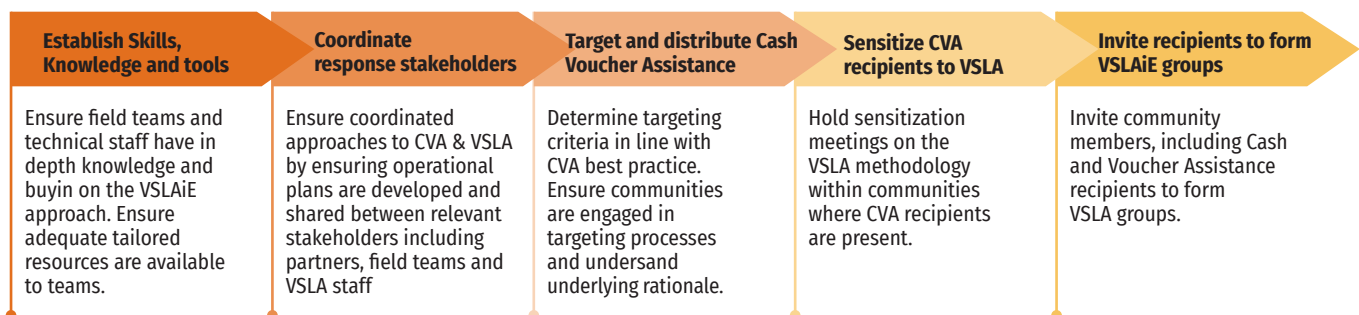 Establish Skills,
Knowledge and tools
Ensure field teams and
technical staff have in
depth knowledge and
buyin on the VSLAiE
approach. Ensure
adequate tailored
resources are available
to teams.
Coordinate
response stakeholders
Ensure coordinated
approaches to CVA & VSLA
by ensuring operational
plans are developed and
shared between relevant
stakeholders including
partners, field teams and
VSLA staff
Target and distribute Cash
Voucher Assistance
Determine targeting
criteria in line with
CVA best practice.
Ensure communities
are engaged in
targeting processes
and undersand
underlying rationale.
Sensitize CVA
recipients to VSLA
Hold sensitization
meetings on the
VSLA methodology
within communities
where CVA recipients
are present.
Invite recipients to form
VSLAiE groups
Invite community
members, including Cash
and Voucher Assistance
recipients to form
VSLA groups.